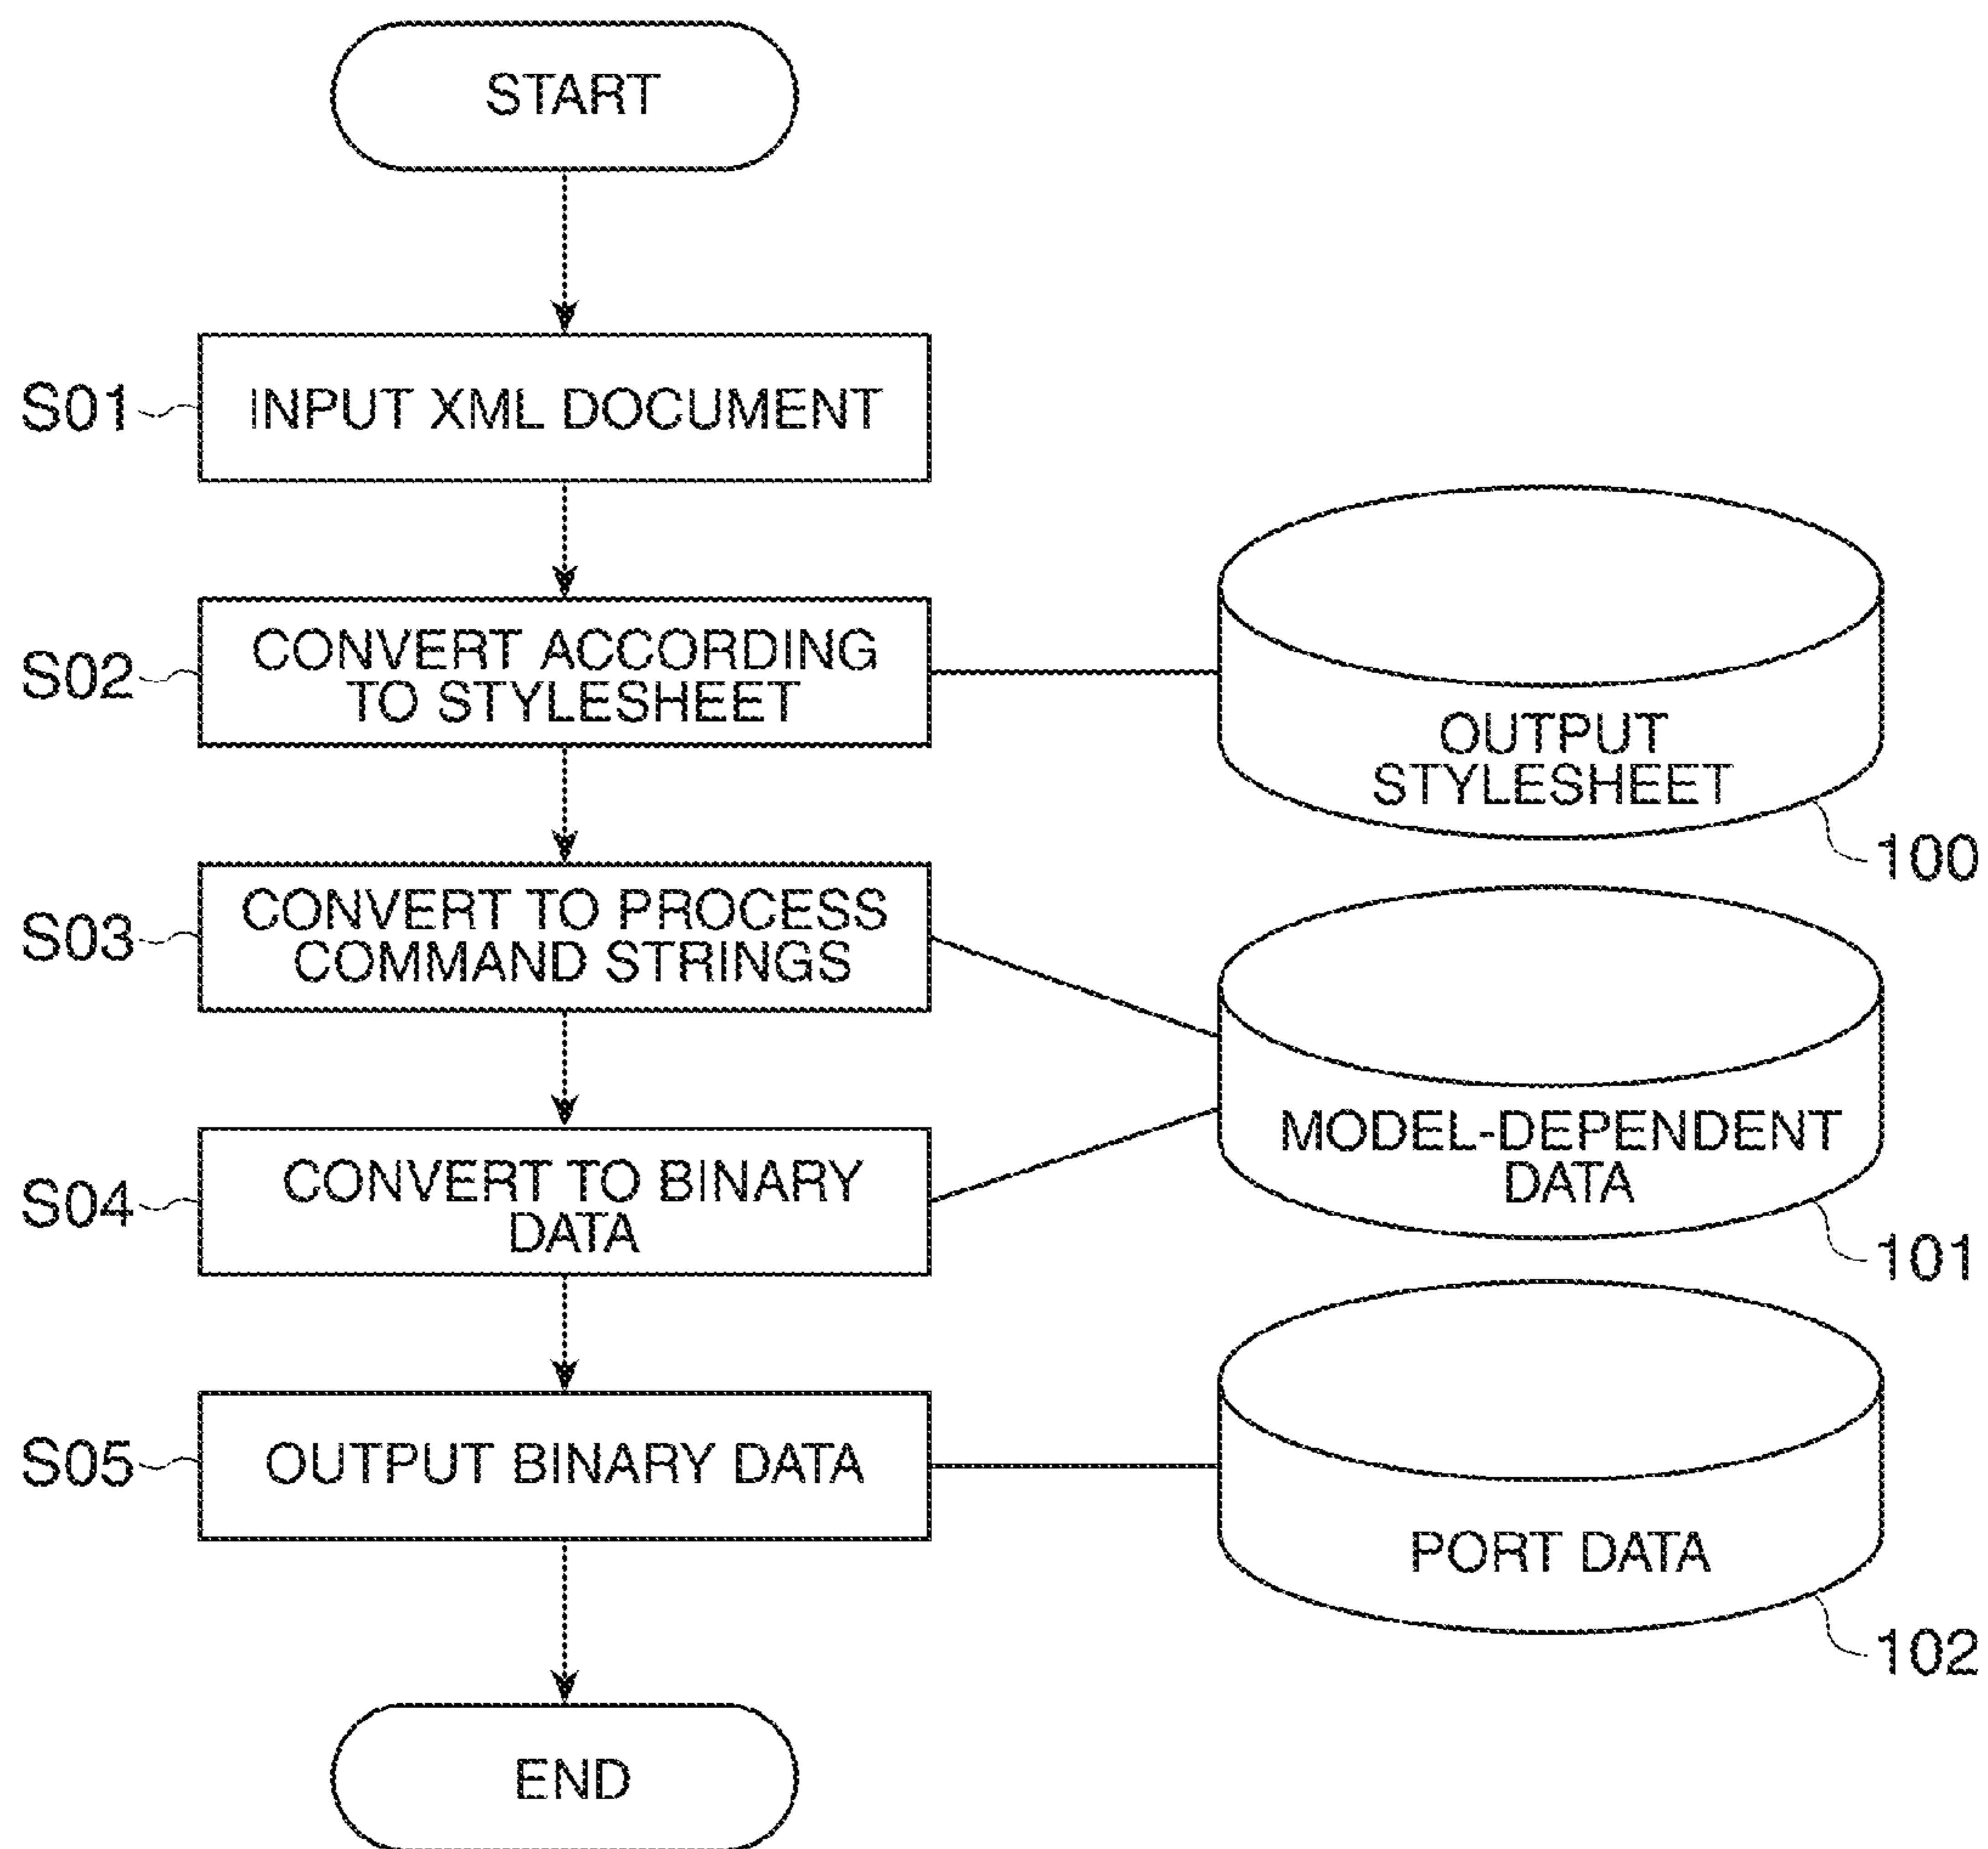 START
S01
INPUT XML DOCUMENT
S02
CONVERT ACCORDING
TO STYLESHEET
OUTPUT
STYLESHEET
100
S03
CONVERT TO PROCESS
COMMAND STRINGS
MODEL-DEPENDENT
DATA
101
S04
CONVERT TO BINARY
DATA
S05
OUTPUT BINARY DATA
PORT DATA
102
END